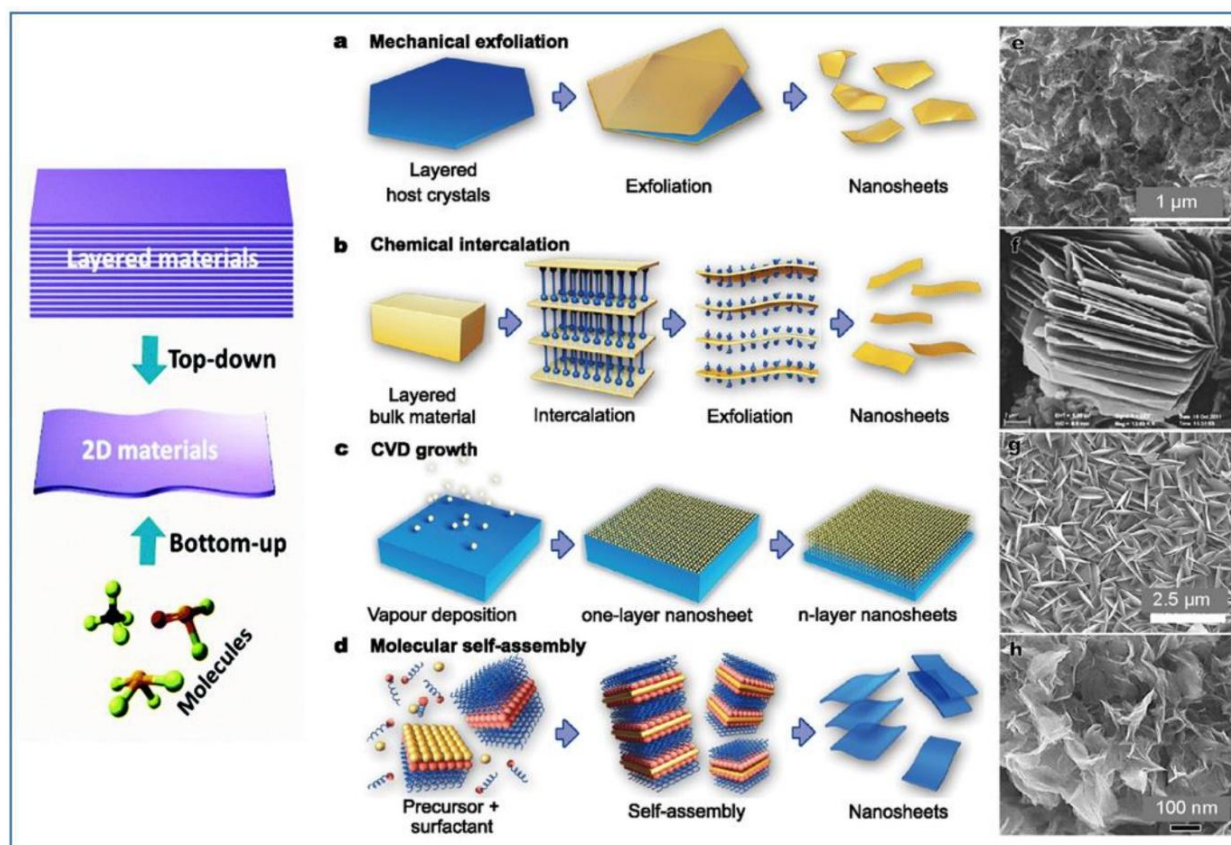 Layered materials
Top-down
2D materials
Bottom-up
Molecules
a Mechanical exfoliation
Layered
host crystals
Exfoliation
Nanosheets
b Chemical intercalation
Layered
bulk material
Intercalation
Exfoliation
Nanosheets
c CVD growth
Vapour deposition
one-layer nanosheet
n-layer nanosheets
d Molecular self-assembly
Precursor +
surfactant
Self-assembly
Nanosheets
e
1 µm
f
g
2.5 µm
h
100 nm